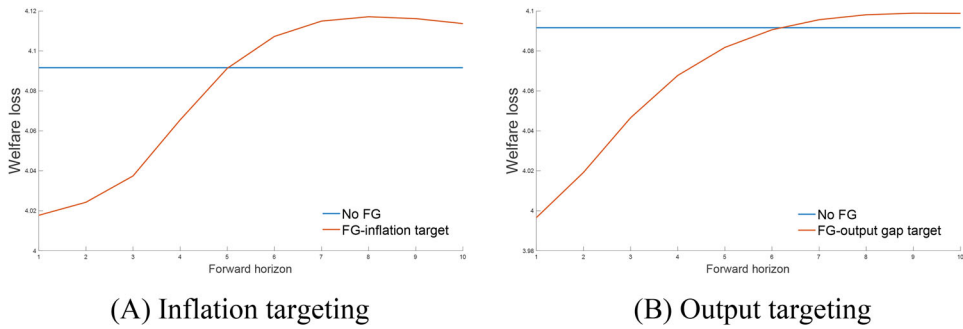 4.12
4.1
4.08
4.06
4.04
4.02
4
Welfare loss
No FG
FG-inflation target
1 2 3 4 5 6 7 8 9 10
Forward horizon
(A) Inflation targeting
4.1
4.08
4.06
4.04
4.02
4
3.98
Welfare loss
No FG
FG-output gap target
1 2 3 4 5 6 7 8 9 10
Forward horizon
(B) Output targeting